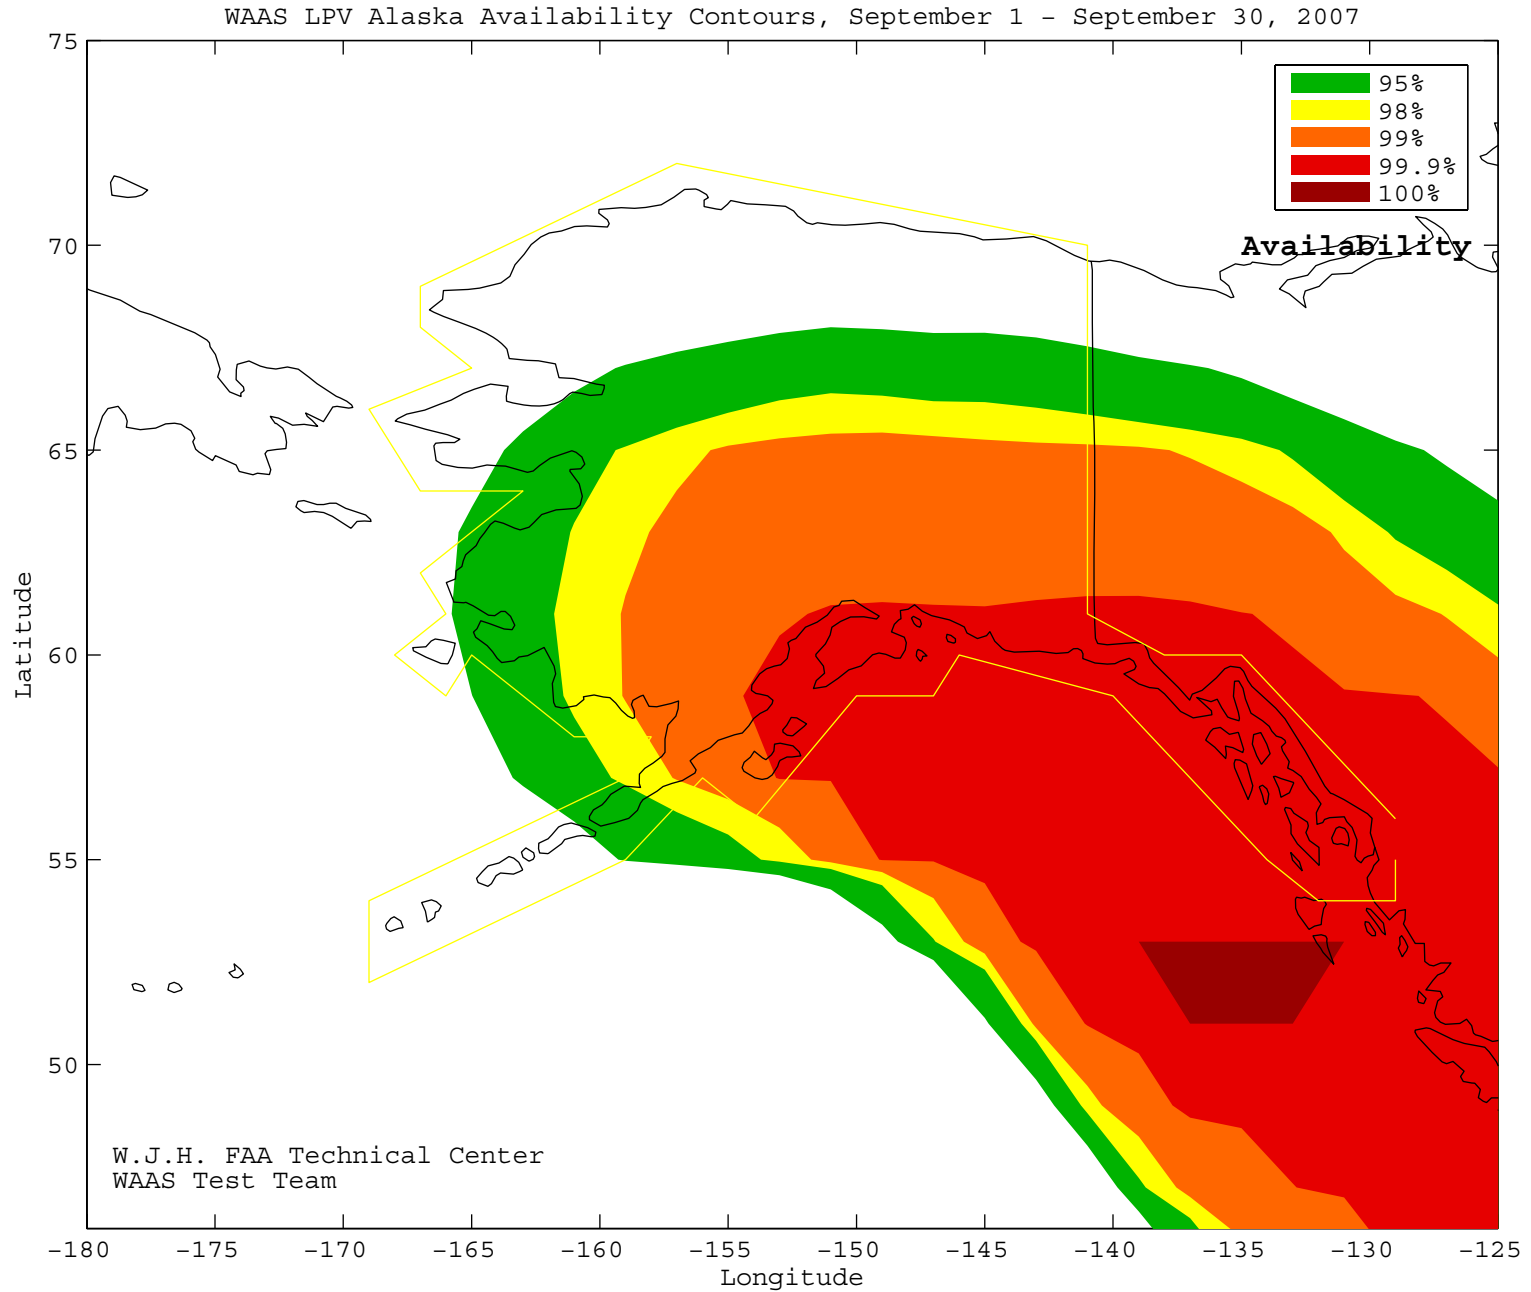 WAAS LPV Alaska Availability Contours, September 1 - September 30, 2007
95%
98%
99%
99.9%
100%
Availability
75
70
65
60
55
50
Latitude
W.J.H. FAA Technical Center
WAAS Test Team
-180 -175 -170 -165 -160 -155 -150 -145 -140 -135 -130 -125
Longitude